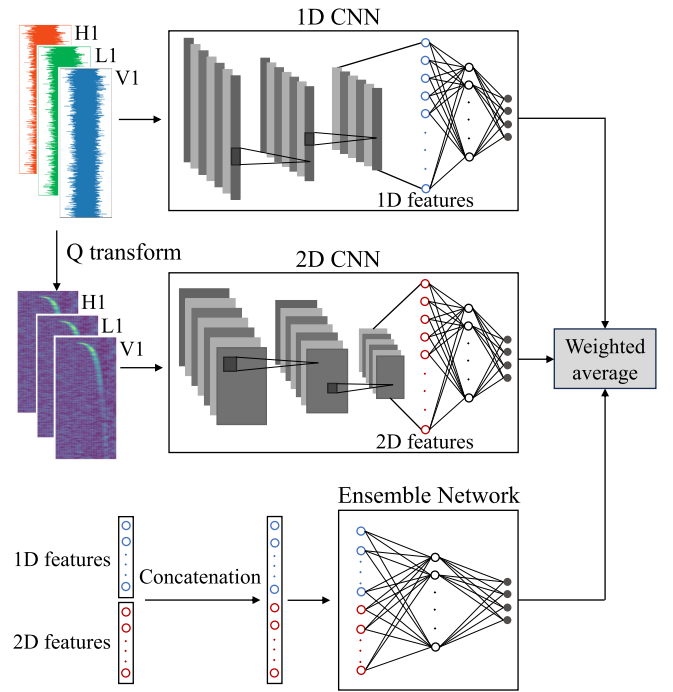 1D CNN
H1
L1
V1
1D features
Q transform
2D CNN
H1
L1
V1
2D features
Weighted
average
Ensemble Network
1D features
Concatenation
2D features